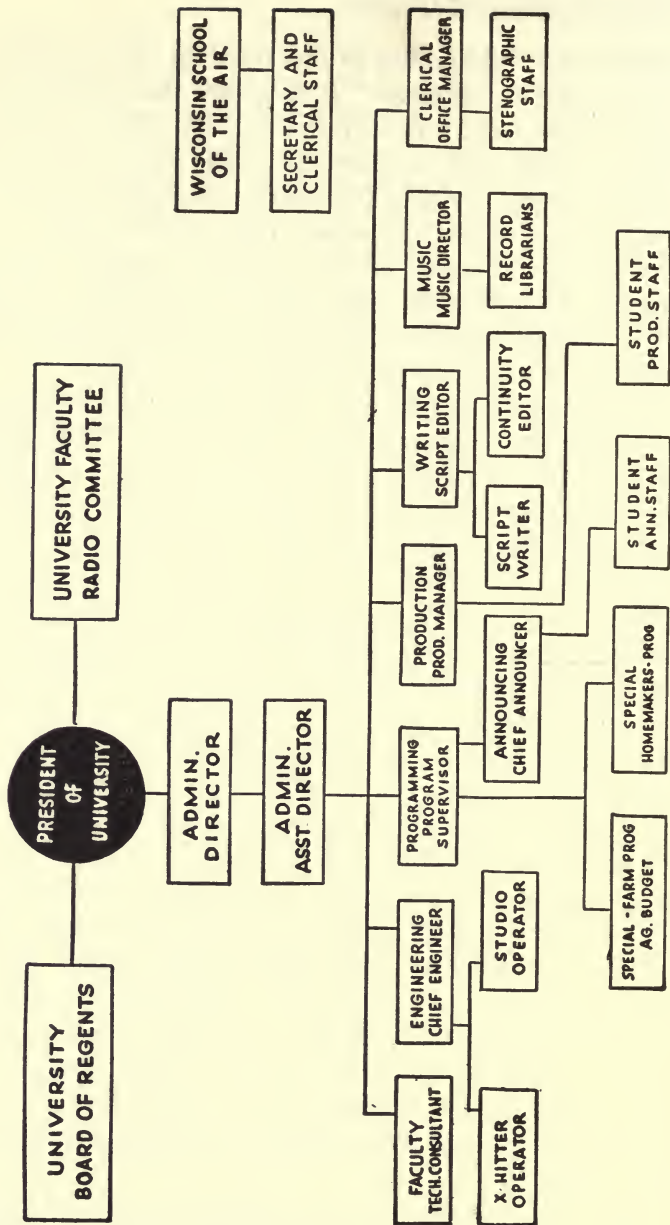 UNIVERSITY
BOARD OF REGENTS
PRESIDENT
OF
UNIVERSITY
UNIVERSITY FACULTY
RADIO COMMITTEE
WISCONSIN SCHOOL
OF THE AIR
SECRETARY AND
CLERICAL STAFF
ADMIN.
DIRECTOR
ADMIN.
ASST DIRECTOR
FACULTY
TECH.CONSULTANT
ENGINEERING
CHIEF ENGINEER
PROGRAMMING
PROGRAM
SUPERVISOR
PRODUCTION
PROD. MANAGER
WRITING
SCRIPT EDITOR
MUSIC
MUSIC DIRECTOR
CLERICAL
OFFICE MANAGER
X-MITTER
OPERATOR
STUDIO
OPERATOR
ANNOUNCING
CHIEF ANNOUNCER
SCRIPT
WRITER
CONTINUITY
EDITOR
RECORD
LIBRARIANS
STENOGRAPHIC
STAFF
SPECIAL-FARM PROG
AG. BUDGET
SPECIAL
HOMEMAKERS-PROG
STUDENT
ANN. STAFF
STUDENT
PROD. STAFF